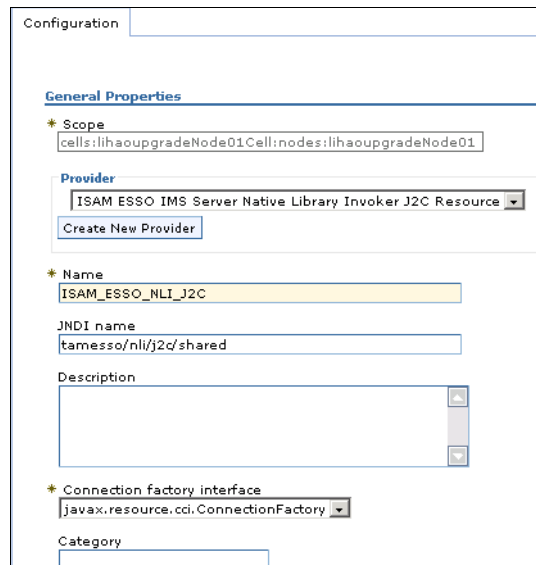 Configuration
General Properties
* Scope
cells:lihaoupgradeNode01Cell:nodes:lihaoupgradeNode01
Provider
ISAM ESSO IMS Server Native Library Invoker J2C Resource
Create New Provider
* Name
ISAM_ESSO_NLI_J2C
JNDI name
tamesso/nli/j2c/shared
Description
* Connection factory interface
javax.resource.cci.ConnectionFactory
Category